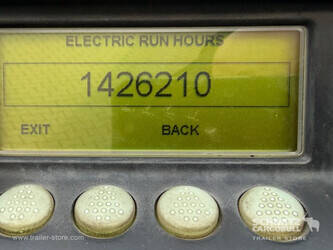 ELECTRIC RUN HOURS
1426210
EXIT BACK
www.trailer-store.com
CARGOBULL
TRAILER STORE